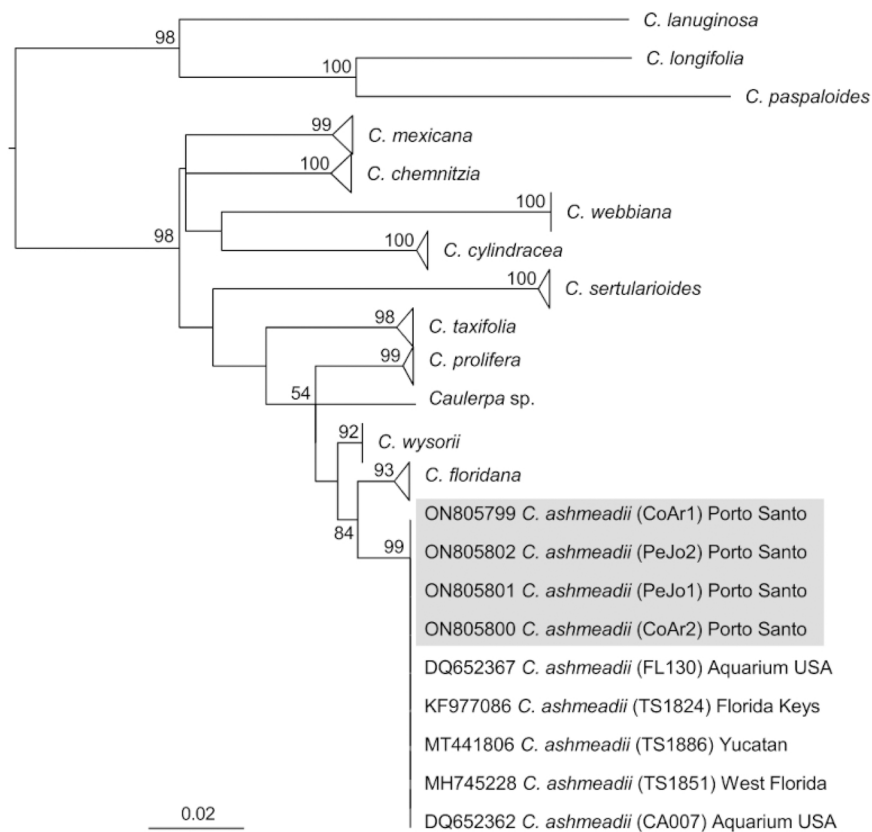 C. lanuginosa
98
C. longifolia
100
C. paspaloides
99
C. mexicana
100
C. chemnitzia
100
C. webbiana
98
100
C. cylindracea
100
C. sertularioides
98
C. taxifolia
99
C. prolifera
54
Caulerpa sp.
92
C. wysorii
93
C. floridana
ON805799 C. ashmeadii (CoAr1) Porto Santo
84
99
ON805802 C. ashmeadii (PeJo2) Porto Santo
ON805801 C. ashmeadii (PeJo1) Porto Santo
ON805800 C. ashmeadii (CoAr2) Porto Santo
DQ652367 C. ashmeadii (FL130) Aquarium USA
KF977086 C. ashmeadii (TS1824) Florida Keys
MT441806 C. ashmeadii (TS1886) Yucatan
MH745228 C. ashmeadii (TS1851) West Florida
0.02
DQ652362 C. ashmeadii (CA007) Aquarium USA